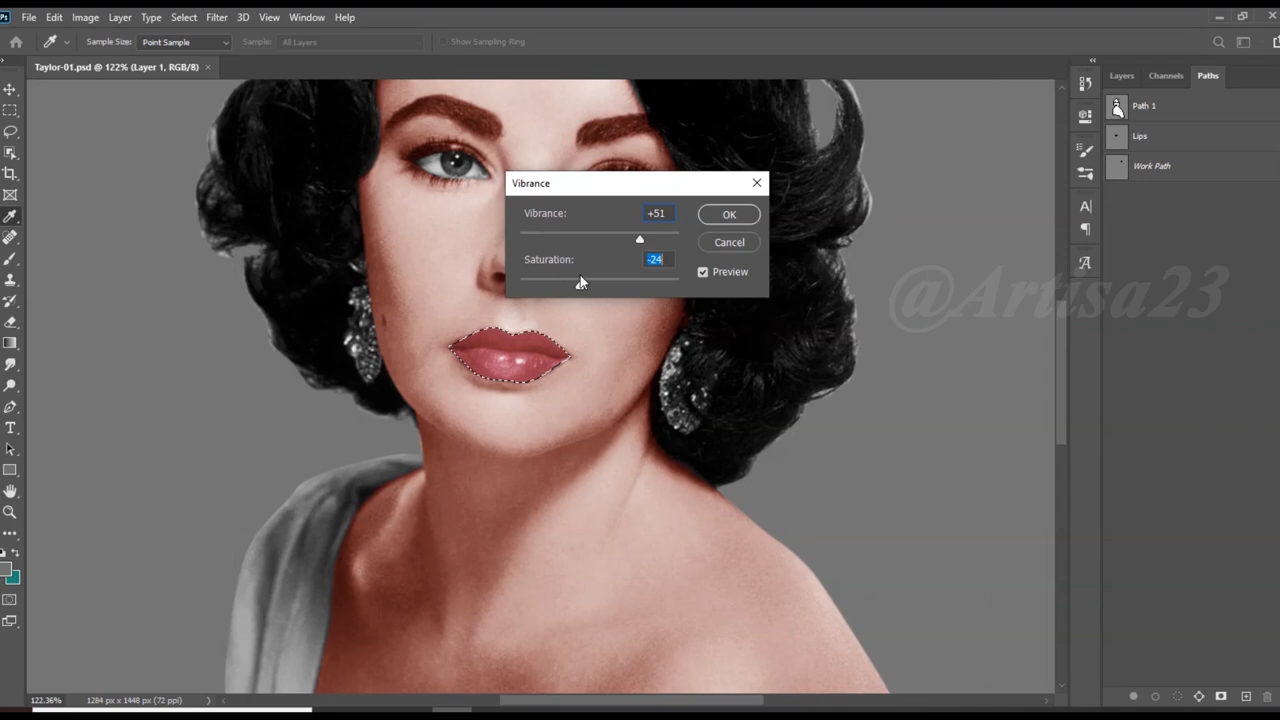 Ps File Edit Image Layer Type Select Filter 3D View Window Help
Sample Size: Point Sample Sample: All Layers Show Sampling Ring
Taylor-01.psd @ 122% (Layer 1, RGB/8) ×
Layers Channels Paths
Path 1
Lips
Work Path
Vibrance
Vibrance: +51 OK
Cancel
Saturation: -24
Preview
@Artisa23
122.36% 1284 px x 1448 px (72 ppi)